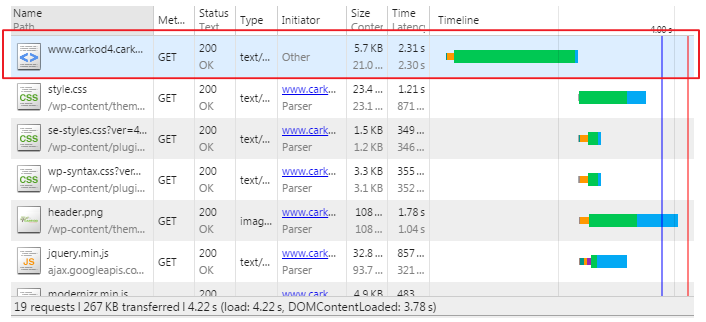 Name Path Met... Status Text Type Initiator Size Conter Time Latency Timeline
4.00 s
www.carkod4.cark... GET 200 OK text/... Other 5.7 KB 21.0 ... 2.31 s 2.30 s
style.css /wp-content/them... GET 200 OK text/... www.cark... Parser 23.4 ... 23.1 ... 1.21 s 871 ...
se-styles.css?ver=4... /wp-content/plugi... GET 200 OK text/... www.cark... Parser 1.5 KB 1.2 KB 349 ... 346 ...
wp-syntax.css?ver... /wp-content/plugi... GET 200 OK text/... www.cark... Parser 3.3 KB 3.1 KB 355 ... 352 ...
header.png /wp-content/them... GET 200 OK imag... www.cark... Parser 108 ... 108 ... 1.78 s 1.04 s
jquery.min.js ajax.googleapis.co... GET 200 OK text/... www.cark... Parser 32.8 ... 93.7 ... 857 ... 321 ...
modernizr.min.js 200 www.cark... 4.9 KB 483 ...
19 requests | 267 KB transferred | 4.22 s (load: 4.22 s, DOMContentLoaded: 3.78 s)